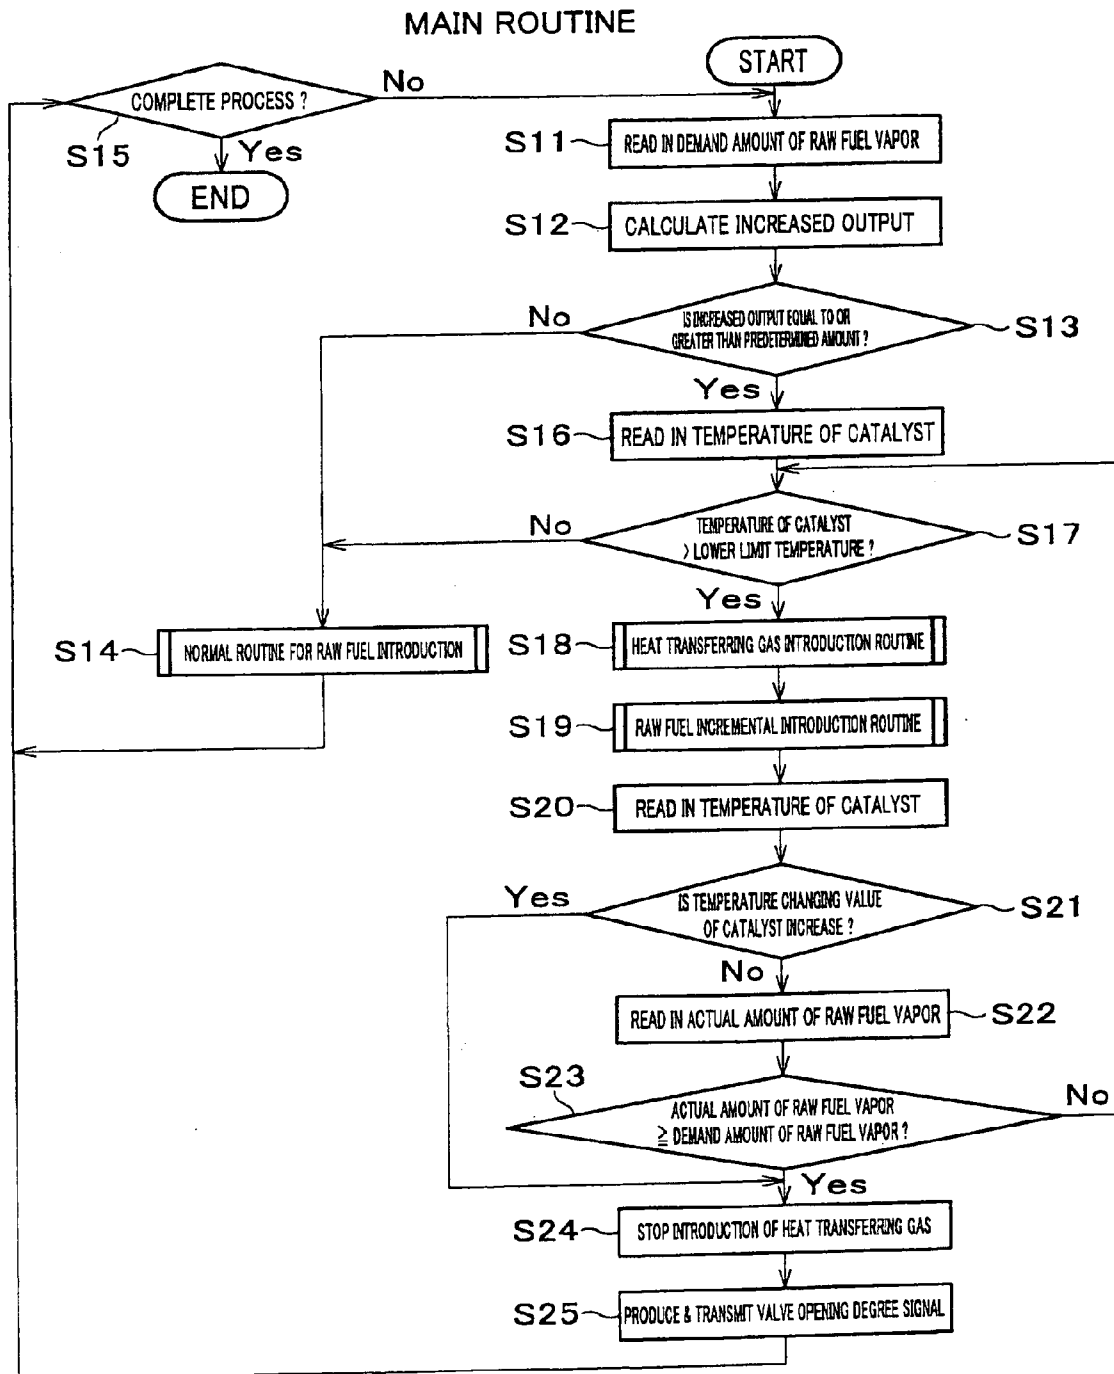 MAIN ROUTINE
START
COMPLETE PROCESS ?
No
S15
Yes
END
S11
READ IN DEMAND AMOUNT OF RAW FUEL VAPOR
S12
CALCULATE INCREASED OUTPUT
No
IS INCREASED OUTPUT EQUAL TO OR
GREATER THAN PREDETERMINED AMOUNT ?
S13
Yes
S16
READ IN TEMPERATURE OF CATALYST
No
TEMPERATURE OF CATALYST
> LOWER LIMIT TEMPERATURE ?
S17
Yes
S14
NORMAL ROUTINE FOR RAW FUEL INTRODUCTION
S18
HEAT TRANSFERRING GAS INTRODUCTION ROUTINE
S19
RAW FUEL INCREMENTAL INTRODUCTION ROUTINE
S20
READ IN TEMPERATURE OF CATALYST
Yes
IS TEMPERATURE CHANGING VALUE
OF CATALYST INCREASE ?
S21
No
READ IN ACTUAL AMOUNT OF RAW FUEL VAPOR
S22
S23
ACTUAL AMOUNT OF RAW FUEL VAPOR
≧ DEMAND AMOUNT OF RAW FUEL VAPOR ?
No
Yes
S24
STOP INTRODUCTION OF HEAT TRANSFERRING GAS
S25
PRODUCE & TRANSMIT VALVE OPENING DEGREE SIGNAL